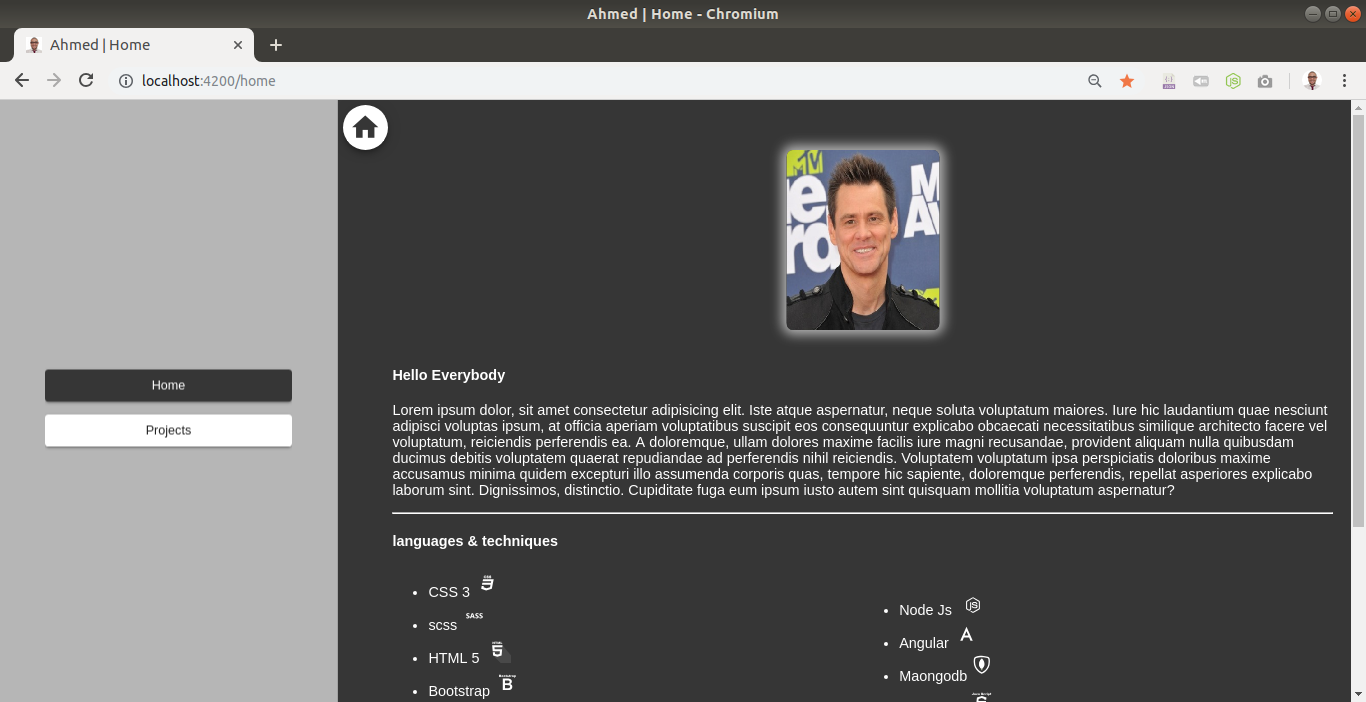 Ahmed | Home - Chromium
Ahmed | Home
localhost:4200/home
MTV
Home
Projects
Hello Everybody
Lorem ipsum dolor, sit amet consectetur adipisicing elit. Iste atque aspernatur, neque soluta voluptatum maiores. Iure hic laudantium quae nesciunt
adipisci voluptas ipsum, at officia aperiam voluptatibus suscipit eos consequuntur explicabo obcaecati necessitatibus similique architecto facere vel
voluptatum, reiciendis perferendis ea. A doloremque, ullam dolores maxime facilis iure magni recusandae, provident aliquam nulla quibusdam
ducimus debitis voluptatem quaerat repudiandae ad perferendis nihil reiciendis. Voluptatem voluptatum ipsa perspiciatis doloribus maxime
accusamus minima quidem excepturi illo assumenda corporis quas, tempore hic sapiente, doloremque perferendis, repellat asperiores explicabo
laborum sint. Dignissimos, distinctio. Cupiditate fuga eum ipsum iusto autem sint quisquam mollitia voluptatum aspernatur?
languages & techniques
CSS 3
scss SASS
HTML 5
Bootstrap B
Node Js JS
Angular A
Maongodb